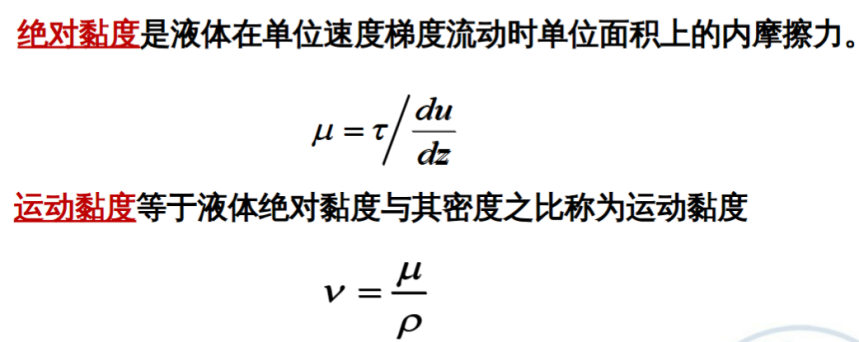 绝对黏度是液体在单位速度梯度流动时单位面积上的内摩擦力。
μ = τ / du/dz
运动黏度等于液体绝对黏度与其密度之比称为运动黏度
ν = μ/ρ